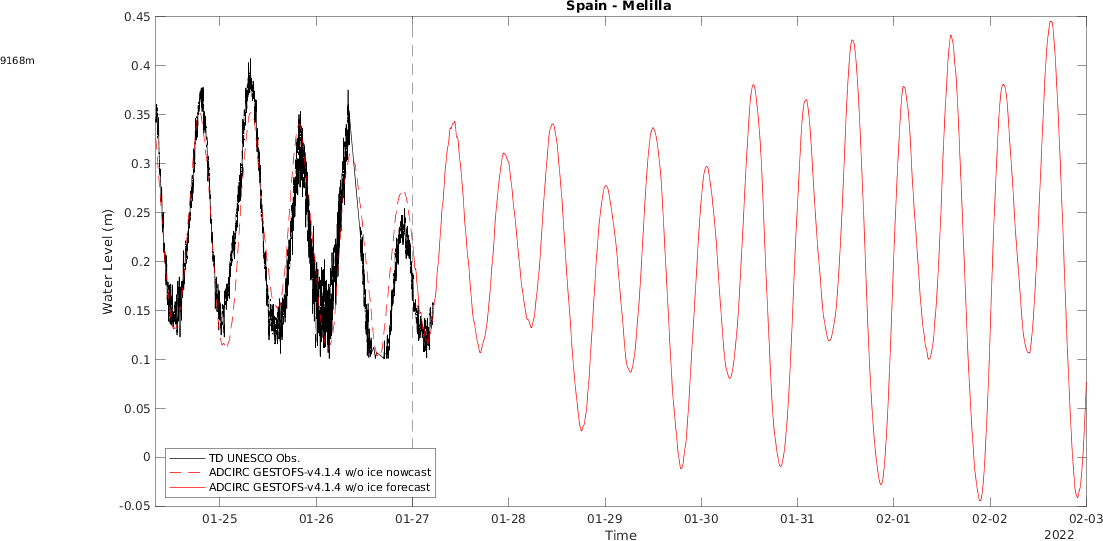 Spain - Melilla
9168m
0.45
0.4
0.35
0.3
0.25
0.2
0.15
0.1
0.05
0
-0.05
Water Level (m)
TD UNESCO Obs.
ADCIRC GESTOFS-v4.1.4 w/o ice nowcast
ADCIRC GESTOFS-v4.1.4 w/o ice forecast
01-25 01-26 01-27 01-28 01-29 01-30 01-31 02-01 02-02 02-03
Time
2022